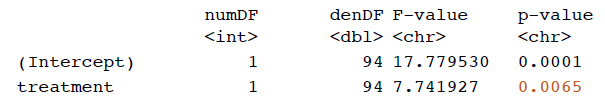 numDF denDF F-value p-value
<int> <dbl> <chr> <chr>
(Intercept) 1 94 17.779530 0.0001
treatment 1 94 7.741927 0.0065